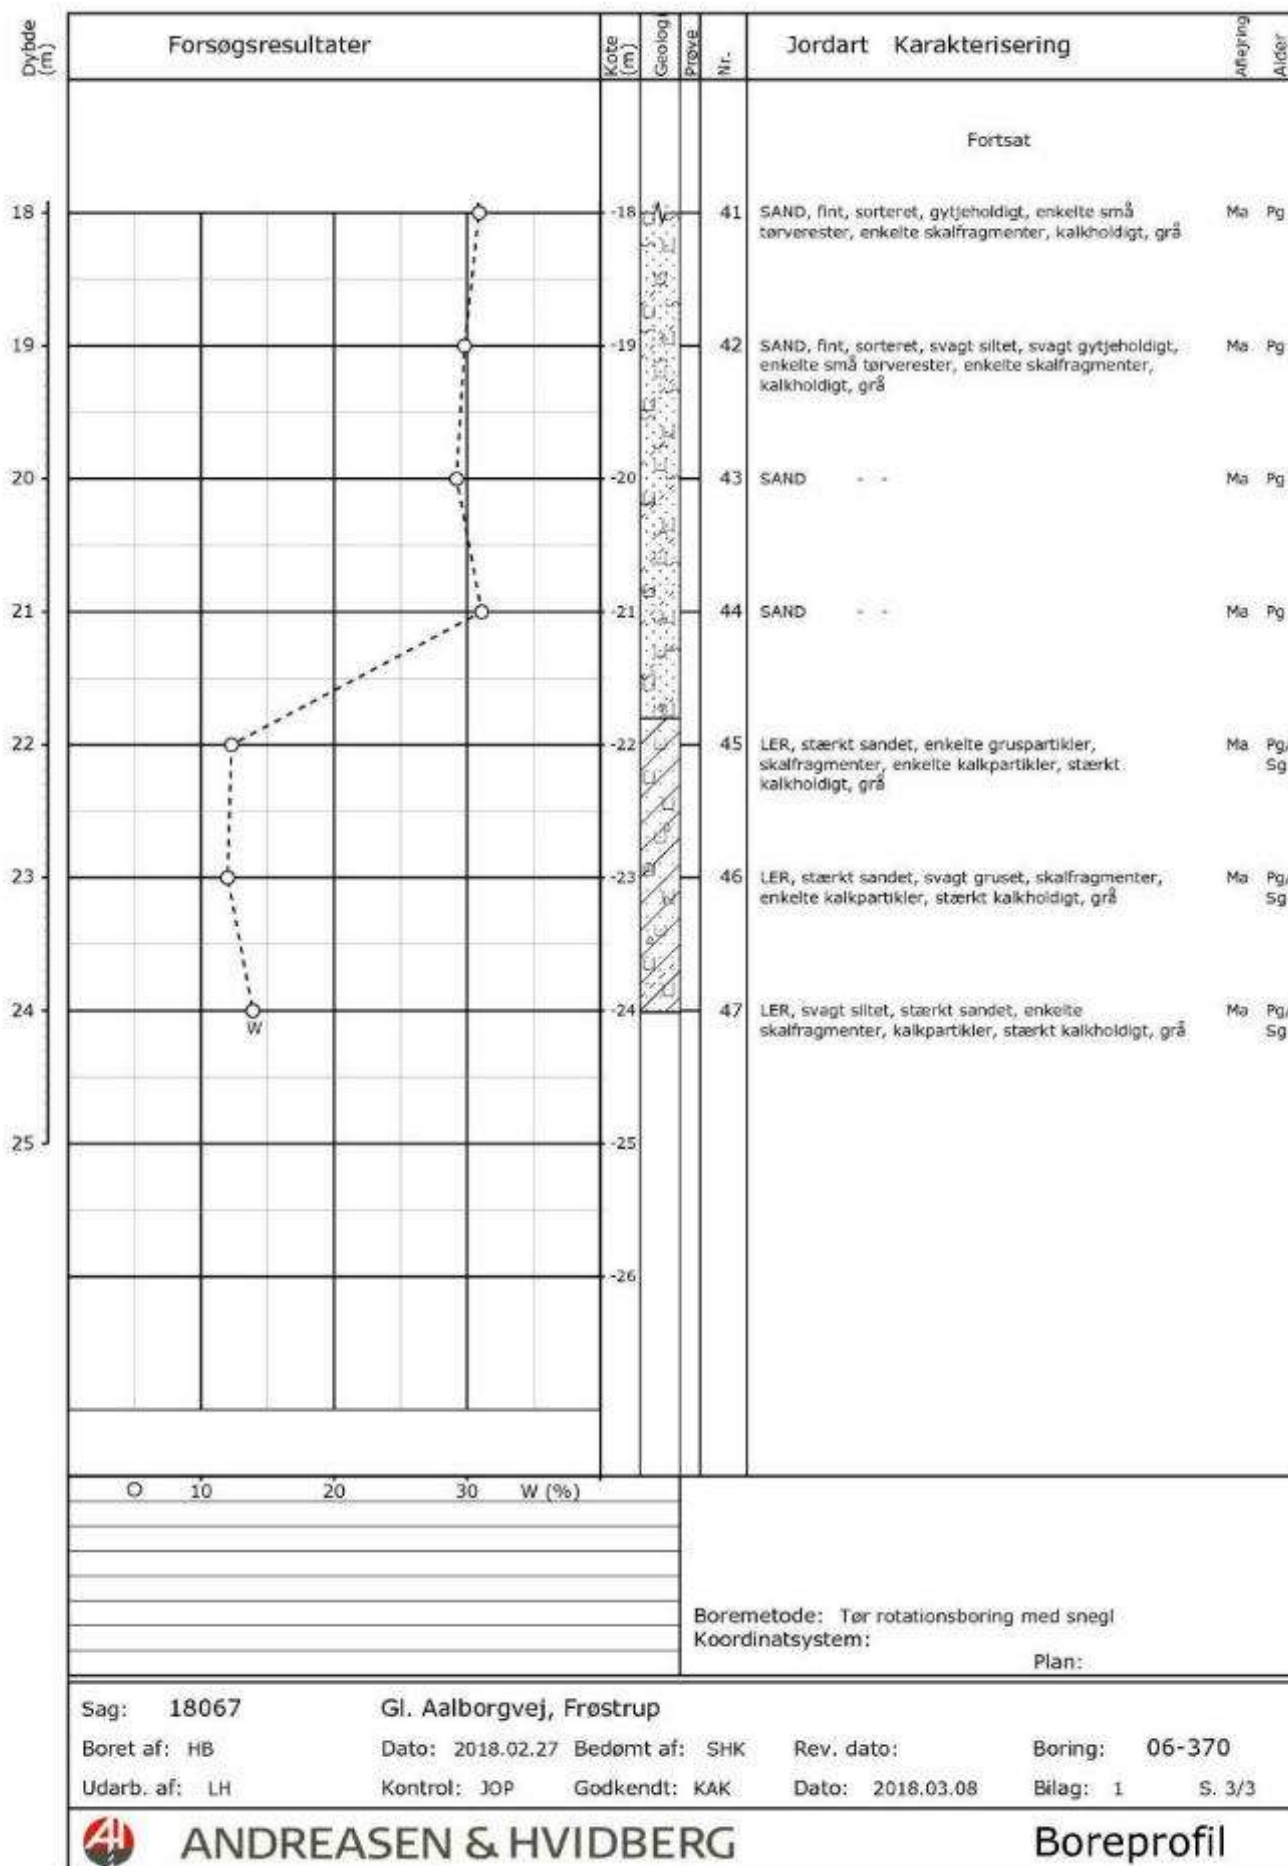 Dybde (m)
Forsøgsresultater
Kote (m)
Geologi
Prøve
Nr.
Jordart Karakterisering
Aflejring
Alder
Fortsat
18
-18
41
SAND, fint, sorteret, gytjeholdigt, enkelte små
Ma Pg
tørverester, enkelte skalfragmenter, kalkholdigt, grå
19
-19
42
SAND, fint, sorteret, svagt siltet, svagt gytjeholdigt,
Ma Pg
enkelte små tørverester, enkelte skalfragmenter,
kalkholdigt, grå
20
-20
43
SAND - -
Ma Pg
21
-21
44
SAND - -
Ma Pg
22
-22
45
LER, stærkt sandet, enkelte gruspartikler,
Ma Pg/
skalfragmenter, enkelte kalkpartikler, stærkt
Sg
kalkholdigt, grå
23
-23
46
LER, stærkt sandet, svagt gruset, skalfragmenter,
Ma Pg/
enkelte kalkpartikler, stærkt kalkholdigt, grå
Sg
24
-24
47
LER, svagt siltet, stærkt sandet, enkelte
Ma Pg/
W
skalfragmenter, kalkpartikler, stærkt kalkholdigt, grå
Sg
25
-25
-26
10 20 30 W (%)
Boremetode: Tør rotationsboring med snegl
Koordinatsystem:
Plan:
Sag: 18067 Gl. Aalborgvej, Frøstrup
Boret af: HB Dato: 2018.02.27 Bedømt af: SHK Rev. dato: Boring: 06-370
Udarb. af: LH Kontrol: JOP Godkendt: KAK Dato: 2018.03.08 Bilag: 1 S. 3/3
ANDREASEN & HVIDBERG Boreprofil